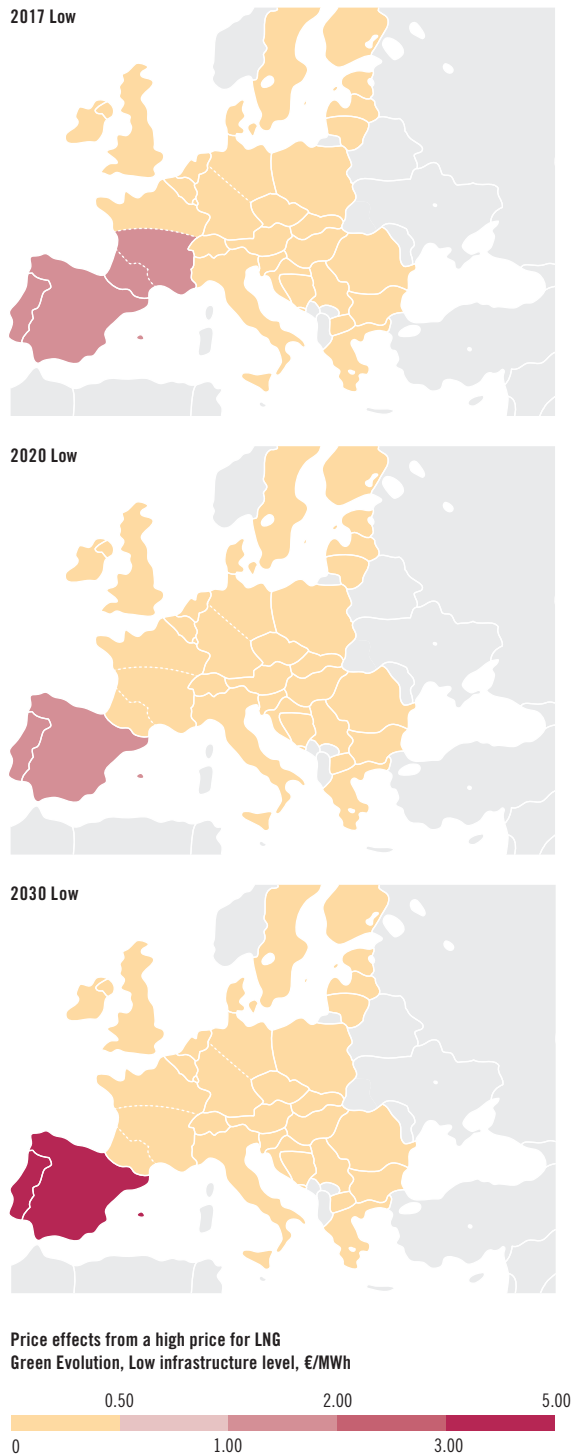 2017 Low
2020 Low
2030 Low
Price effects from a high price for LNG
Green Evolution, Low infrastructure level, €/MWh
0.50 2.00 5.00
0 1.00 3.00